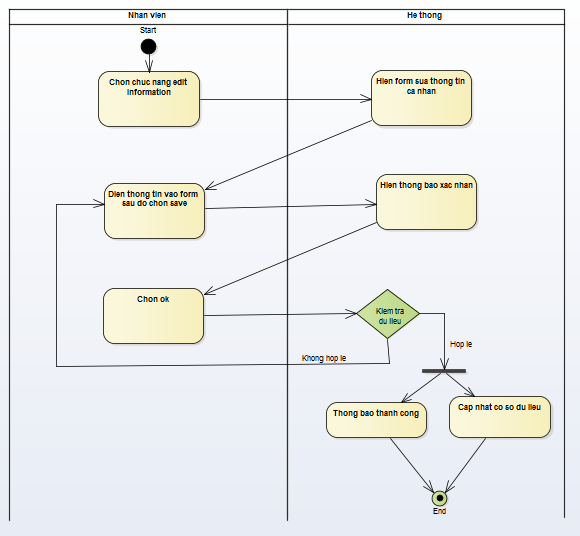 Nhan vien
He thong
Start
Chon chuc nang edit
information
Hien form sua thong tin
ca nhan
Dien thong tin vao form
sau do chon save
Hien thong bao xac nhan
Chon ok
Kiem tra
du lieu
Hop le
Khong hop le
Thong bao thanh cong
Cap nhat co so du lieu
End